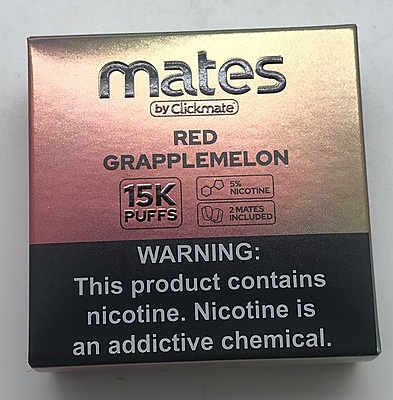 mates
by Clickmate
RED
GRAPPLEMELON
15K
PUFFS
5%
NICOTINE
2 MATES
INCLUDED
WARNING:
This product contains
nicotine. Nicotine is
an addictive chemical.